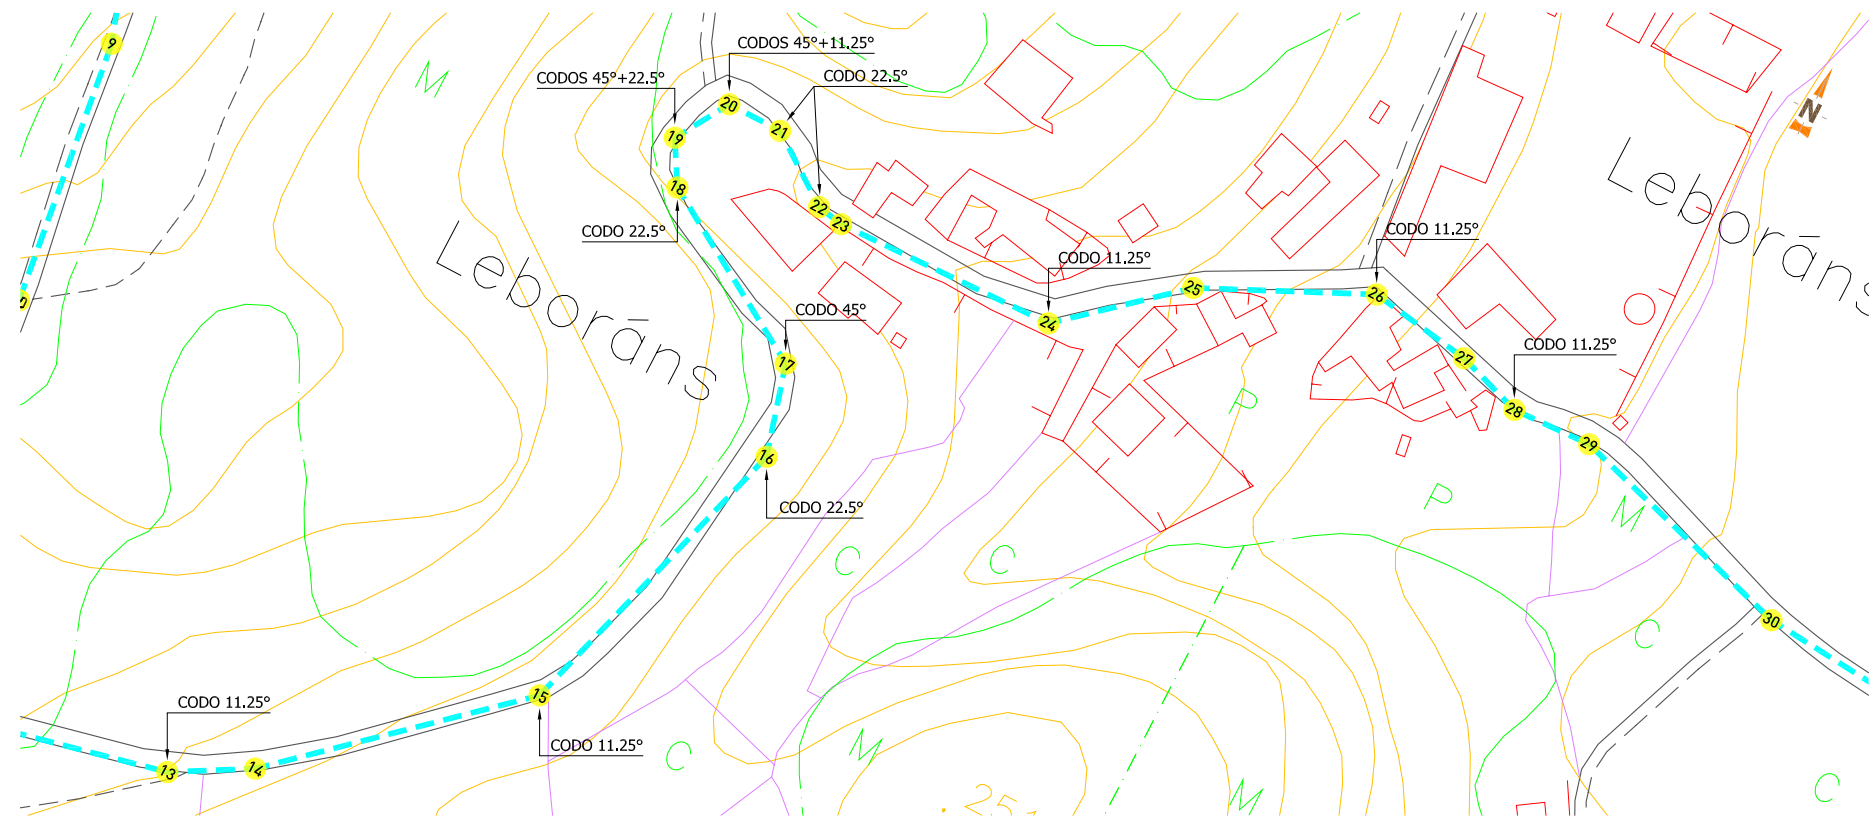 9
M
CODOS 45°+11.25°
CODOS 45°+22.5°
CODO 22.5°
20
19
21
18
22
23
CODO 22.5°
N
Leborāns
Leborāns
CODO 11.25°
CODO 11.25°
25
26
24
CODO 45°
17
CODO 11.25°
27
28
29
P
16
CODO 22.5°
P
M
C
C
30
C
15
CODO 11.25°
13
14
CODO 11.25°
C
M
M
C